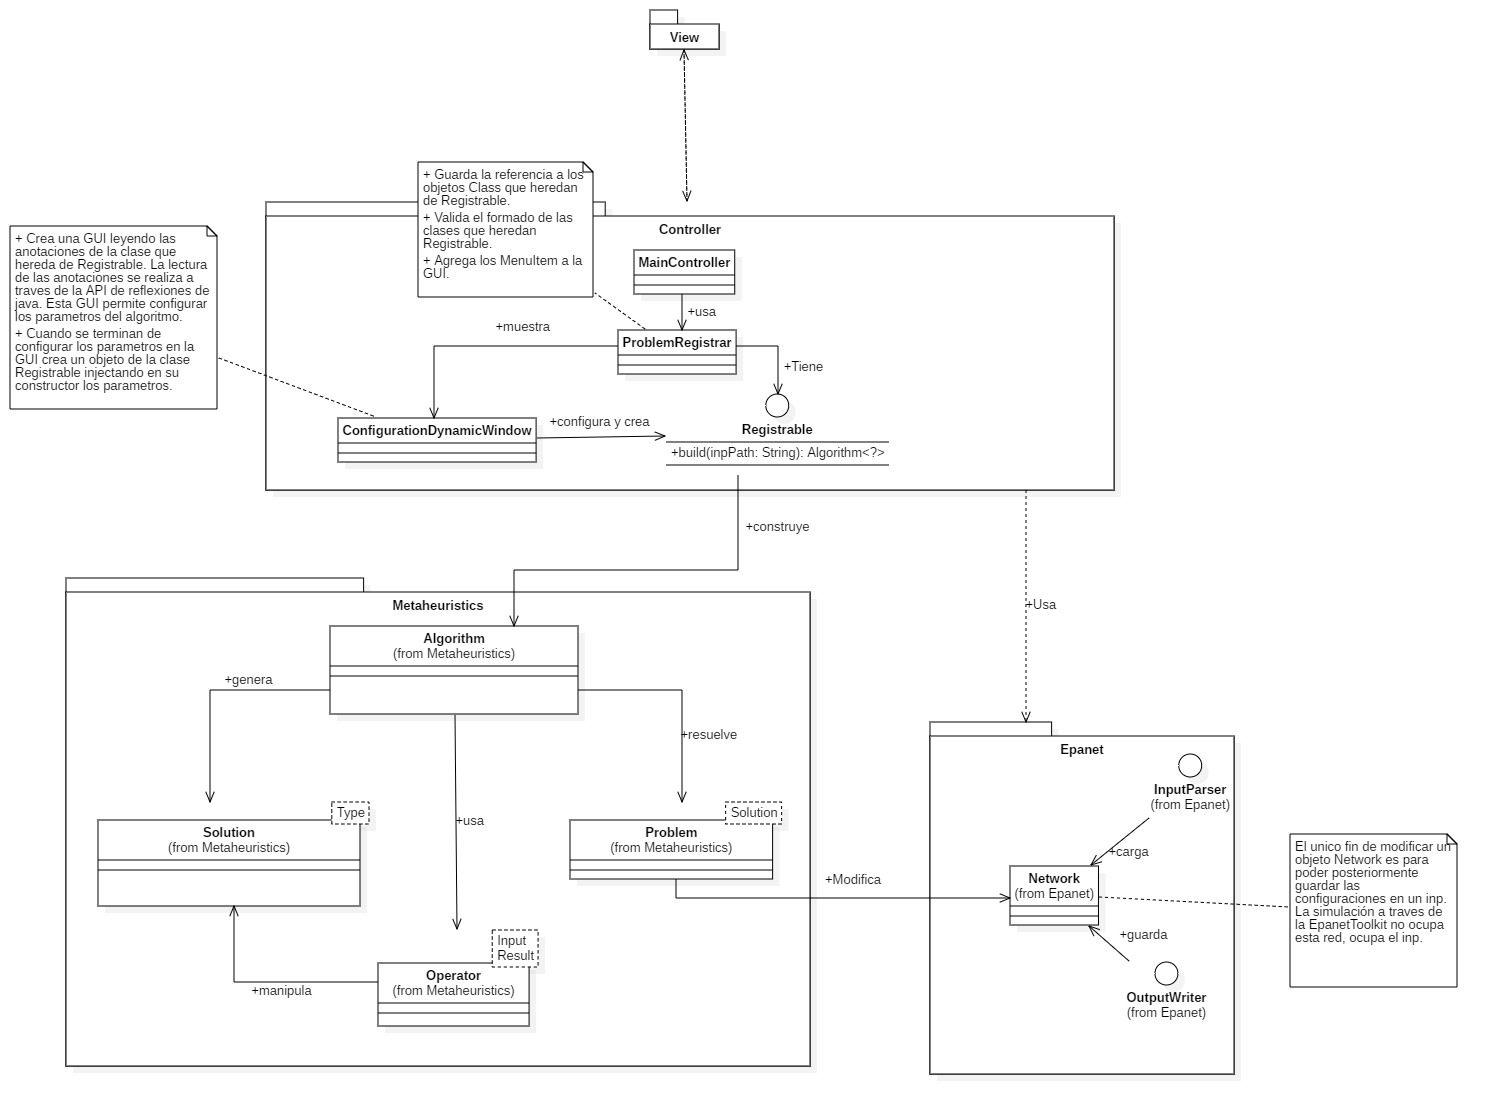 View
+ Guarda la referencia a los
objetos Class que heredan
de Registrable.
+ Valida el formado de las
clases que heredan
Registrable.
+ Agrega los MenuItem a la
GUI.
+ Crea una GUI leyendo las
anotaciones de la clase que
hereda de Registrable. La lectura
de las anotaciones se realiza a
traves de la API de reflexiones de
java. Esta GUI permite configurar
los parametros del algoritmo.
+ Cuando se terminan de
configurar los parametros en la
GUI crea un objeto de la clase
Registrable injectando en su
constructor los parametros.
Controller
MainController
+usa
+muestra
ProblemRegistrar
+Tiene
ConfigurationDynamicWindow
+configura y crea
Registrable
+build(inpPath: String): Algorithm<?>
+construye
+Usa
Metaheuristics
Algorithm
(from Metaheuristics)
+genera
+resuelve
+usa
Type
Solution
(from Metaheuristics)
Solution
Problem
(from Metaheuristics)
+Modifica
Input
Result
Operator
(from Metaheuristics)
+manipula
Epanet
InputParser
(from Epanet)
+carga
Network
(from Epanet)
+guarda
OutputWriter
(from Epanet)
El unico fin de modificar un
objeto Network es para
poder posteriormente
guardar las
configuraciones en un inp.
La simulación a traves de
la EpanetToolkit no ocupa
esta red, ocupa el inp.